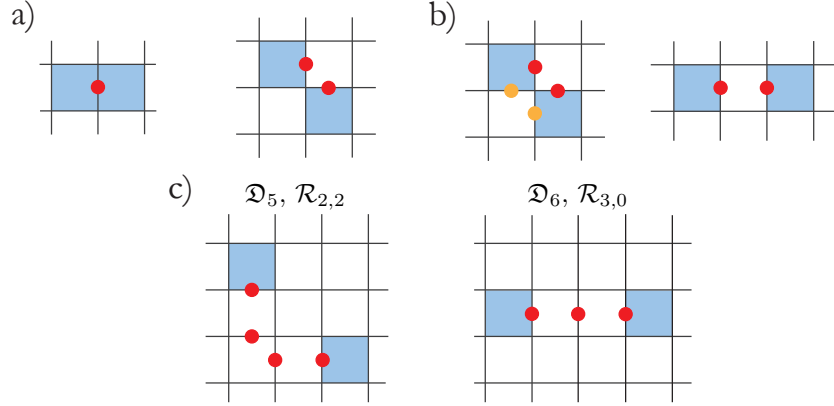 a)
b)
c)
𝔇₅, ℛ₂,₂
𝔇₆, ℛ₃,₀